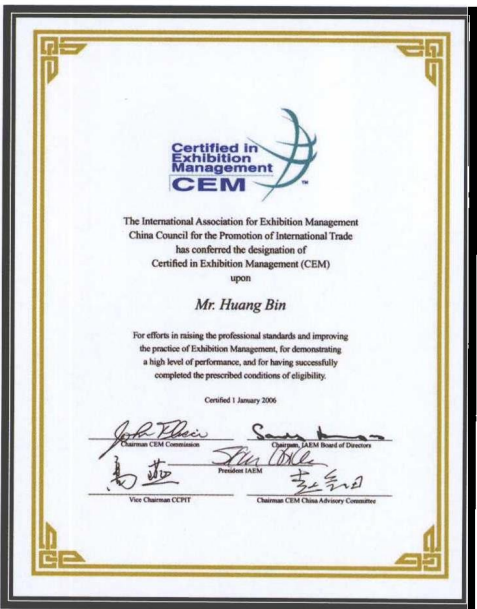 Certified in
Exhibition
Management
CEM
TM
The International Association for Exhibition Management
China Council for the Promotion of International Trade
has conferred the designation of
Certified in Exhibition Management (CEM)
upon
Mr. Huang Bin
For efforts in raising the professional standards and improving
the practice of Exhibition Management, for demonstrating
a high level of performance, and for having successfully
completed the prescribed conditions of eligibility.
Certified 1 January 2006
Chairman CEM Commission
Chairman, IAEM Board of Directors
President IAEM
Vice Chairman CCPIT
Chairman CEM China Advisory Committee